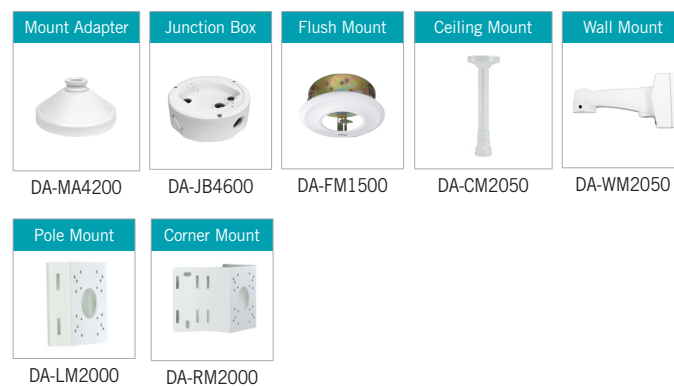 Mount Adapter
Junction Box
Flush Mount
Ceiling Mount
Wall Mount
DA-MA4200
DA-JB4600
DA-FM1500
DA-CM2050
DA-WM2050
Pole Mount
Corner Mount
DA-LM2000
DA-RM2000